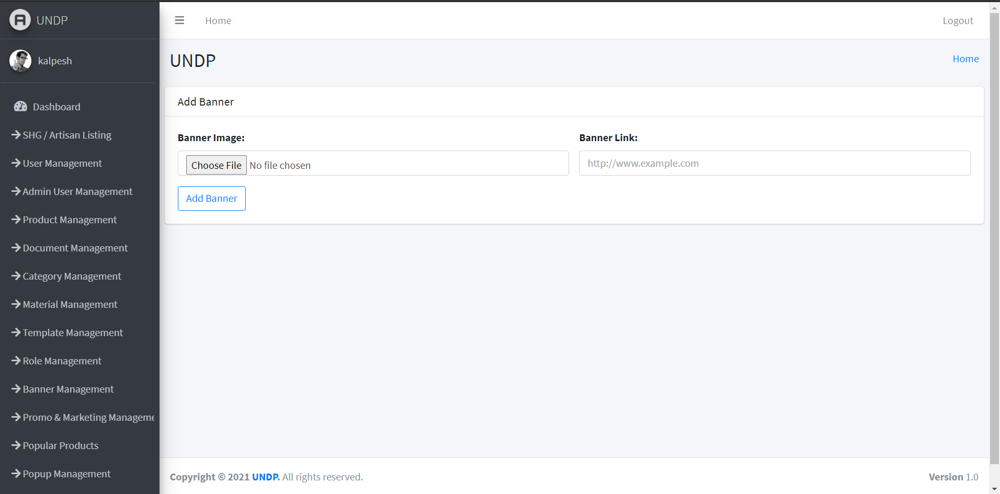 UNDP
Home
Logout
kalpesh
UNDP
Home
Dashboard
SHG / Artisan Listing
User Management
Admin User Management
Product Management
Document Management
Category Management
Material Management
Template Management
Role Management
Banner Management
Promo & Marketing Manageme
Popular Products
Popup Management
Add Banner
Banner Image:
Choose File No file chosen
Banner Link:
http://www.example.com
Add Banner
Copyright © 2021 UNDP. All rights reserved.
Version 1.0